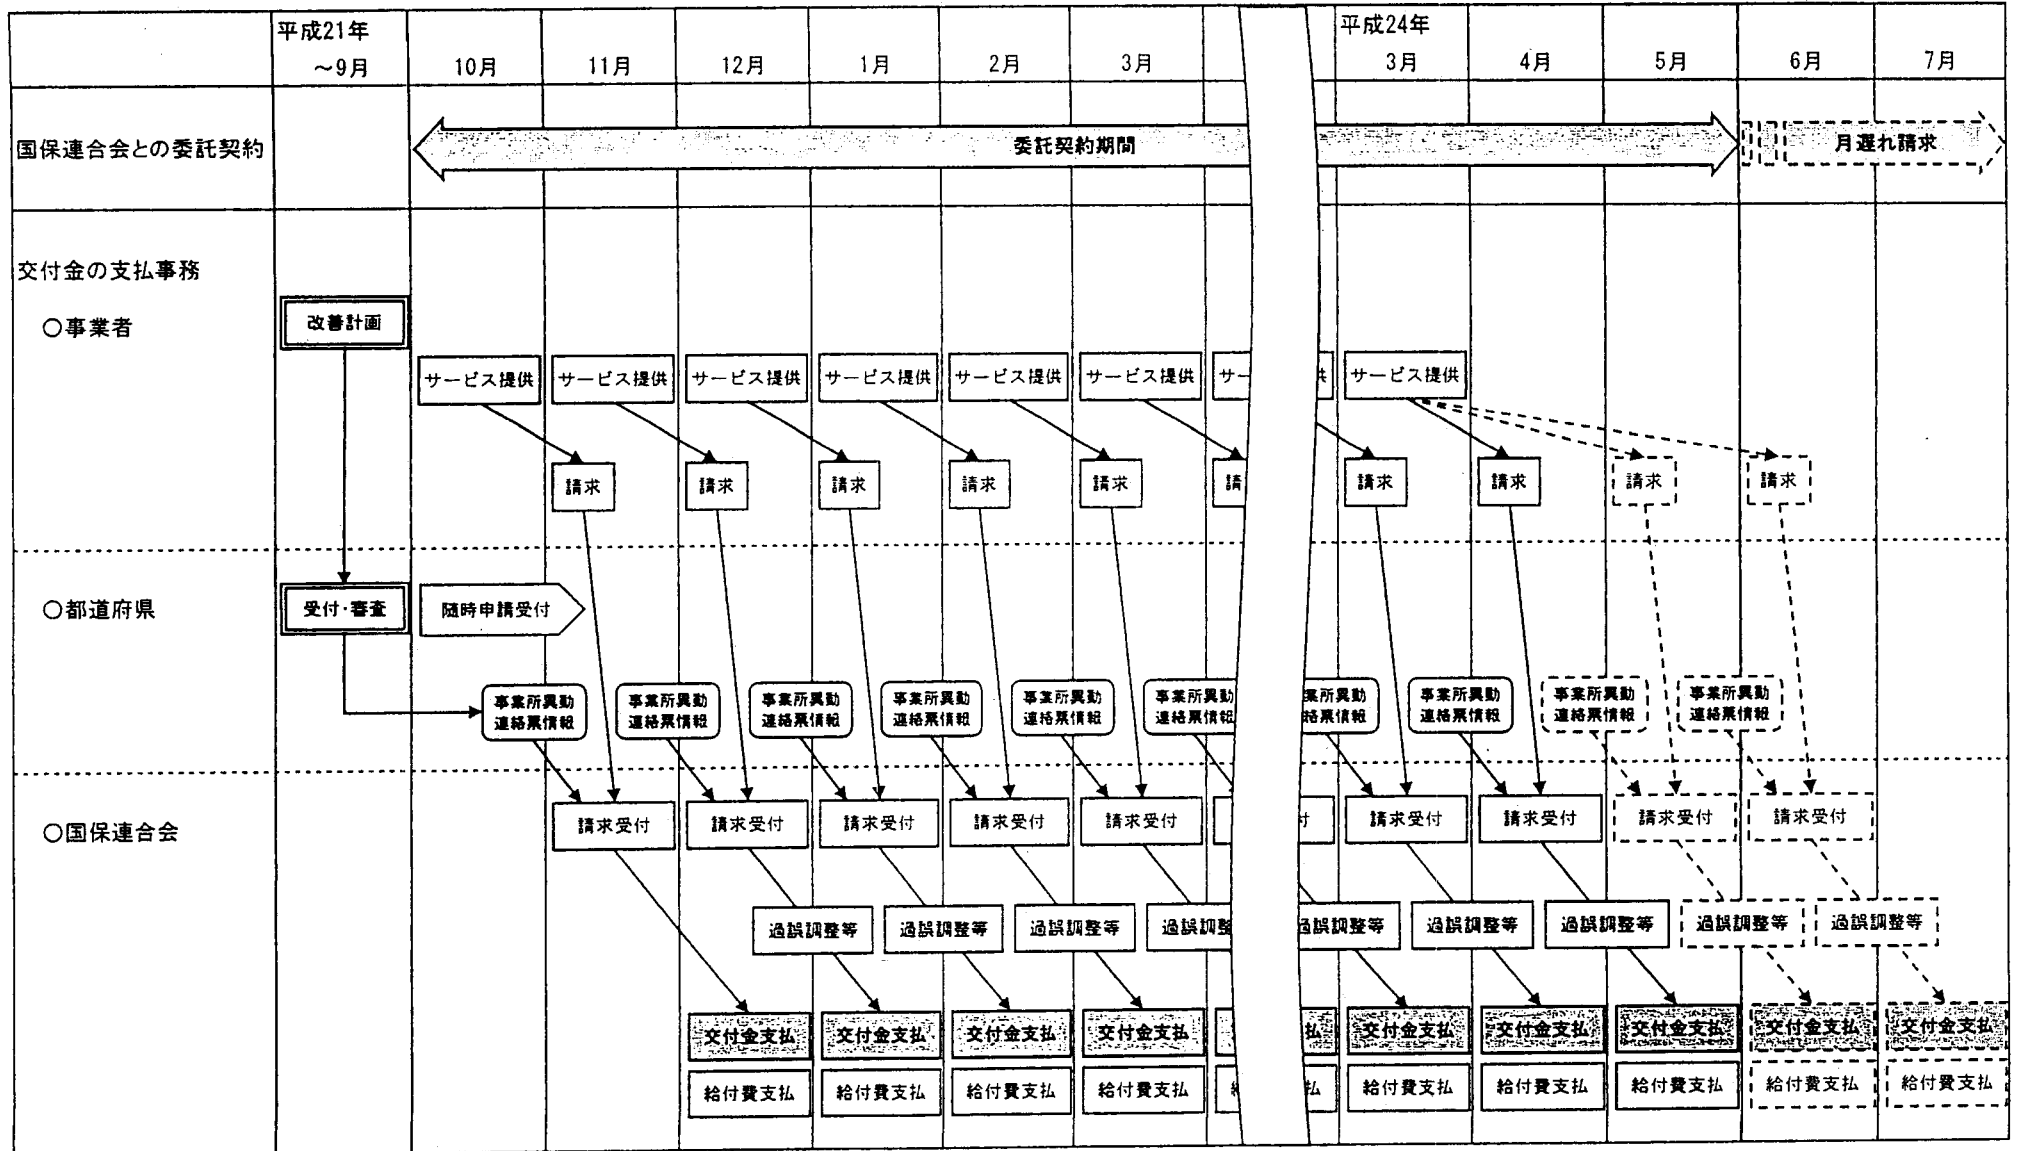 平成21年
平成24年
～9月 10月 11月 12月 1月 2月 3月 3月 4月 5月 6月 7月
国保連合会との委託契約 委託契約期間 月遅れ請求
交付金の支払事務
○事業者 改善計画
サービス提供 サービス提供 サービス提供 サービス提供 サービス提供 サービス提供 サー 供 サービス提供
請求 請求 請求 請求 請求 請 請求 請求 請求 請求
○都道府県 受付・審査 随時申請受付
事業所異動 事業所異動 事業所異動 事業所異動 事業所異動 事業所異動 業所異動 事業所異動 事業所異動 事業所異動
連絡票情報 連絡票情報 連絡票情報 連絡票情報 連絡票情報 連絡票情報 絡票情報 連絡票情報 連絡票情報 連絡票情報
○国保連合会 請求受付 請求受付 請求受付 請求受付 請求受付 付 請求受付 請求受付 請求受付 請求受付
過誤調整等 過誤調整等 過誤調整等 過誤調整 過誤調整等 過誤調整等 過誤調整等 過誤調整等 過誤調整等
交付金支払 交付金支払 交付金支払 交付金支払 払 交付金支払 交付金支払 交付金支払 交付金支払 交付金支払
給付費支払 給付費支払 給付費支払 給付費支払 払 給付費支払 給付費支払 給付費支払 給付費支払 給付費支払